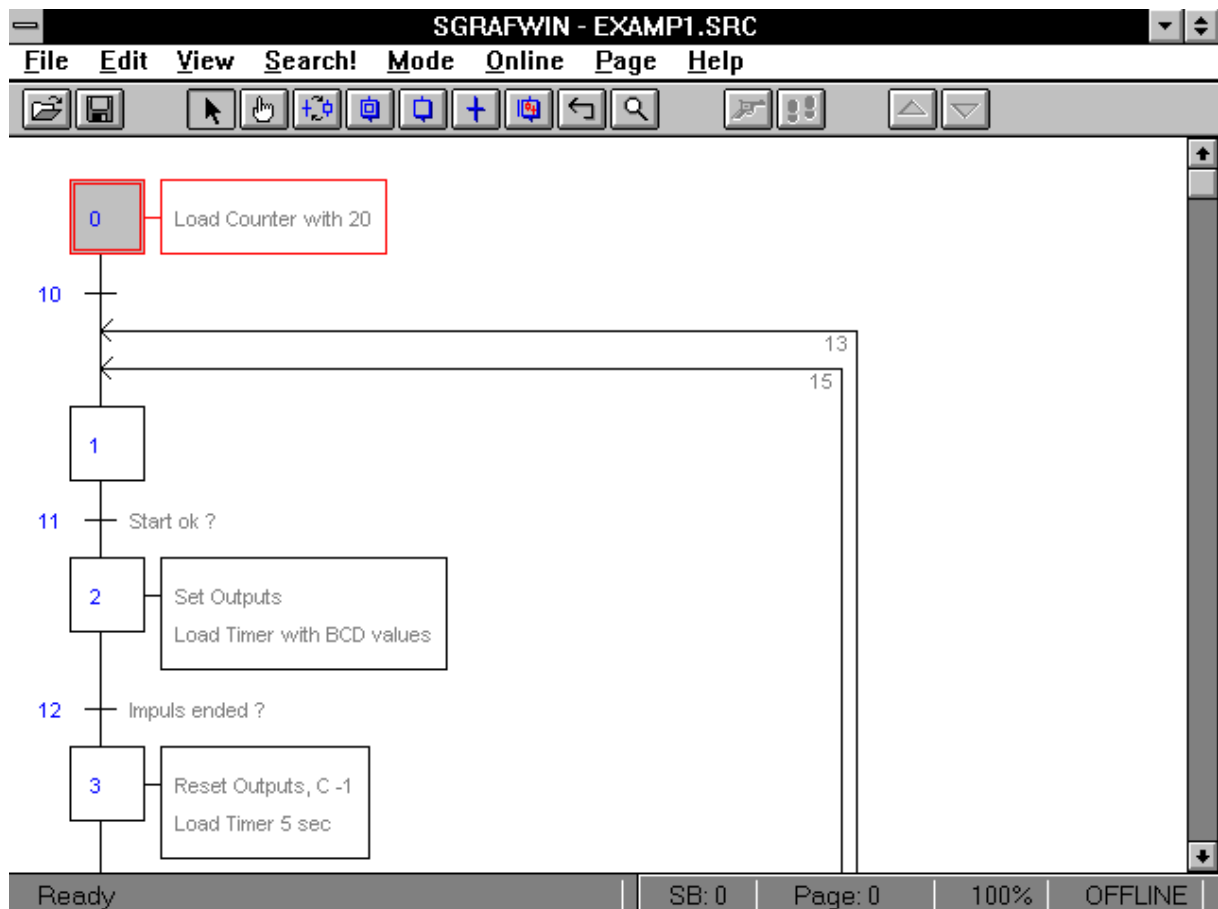 SGRAFWIN - EXAMP1.SRC
File Edit View Search! Mode Online Page Help
0 Load Counter with 20
10
13
15
1
11 Start ok ?
2 Set Outputs
Load Timer with BCD values
12 Impuls ended ?
3 Reset Outputs, C -1
Load Timer 5 sec
Ready SB: 0 Page: 0 100% OFFLINE